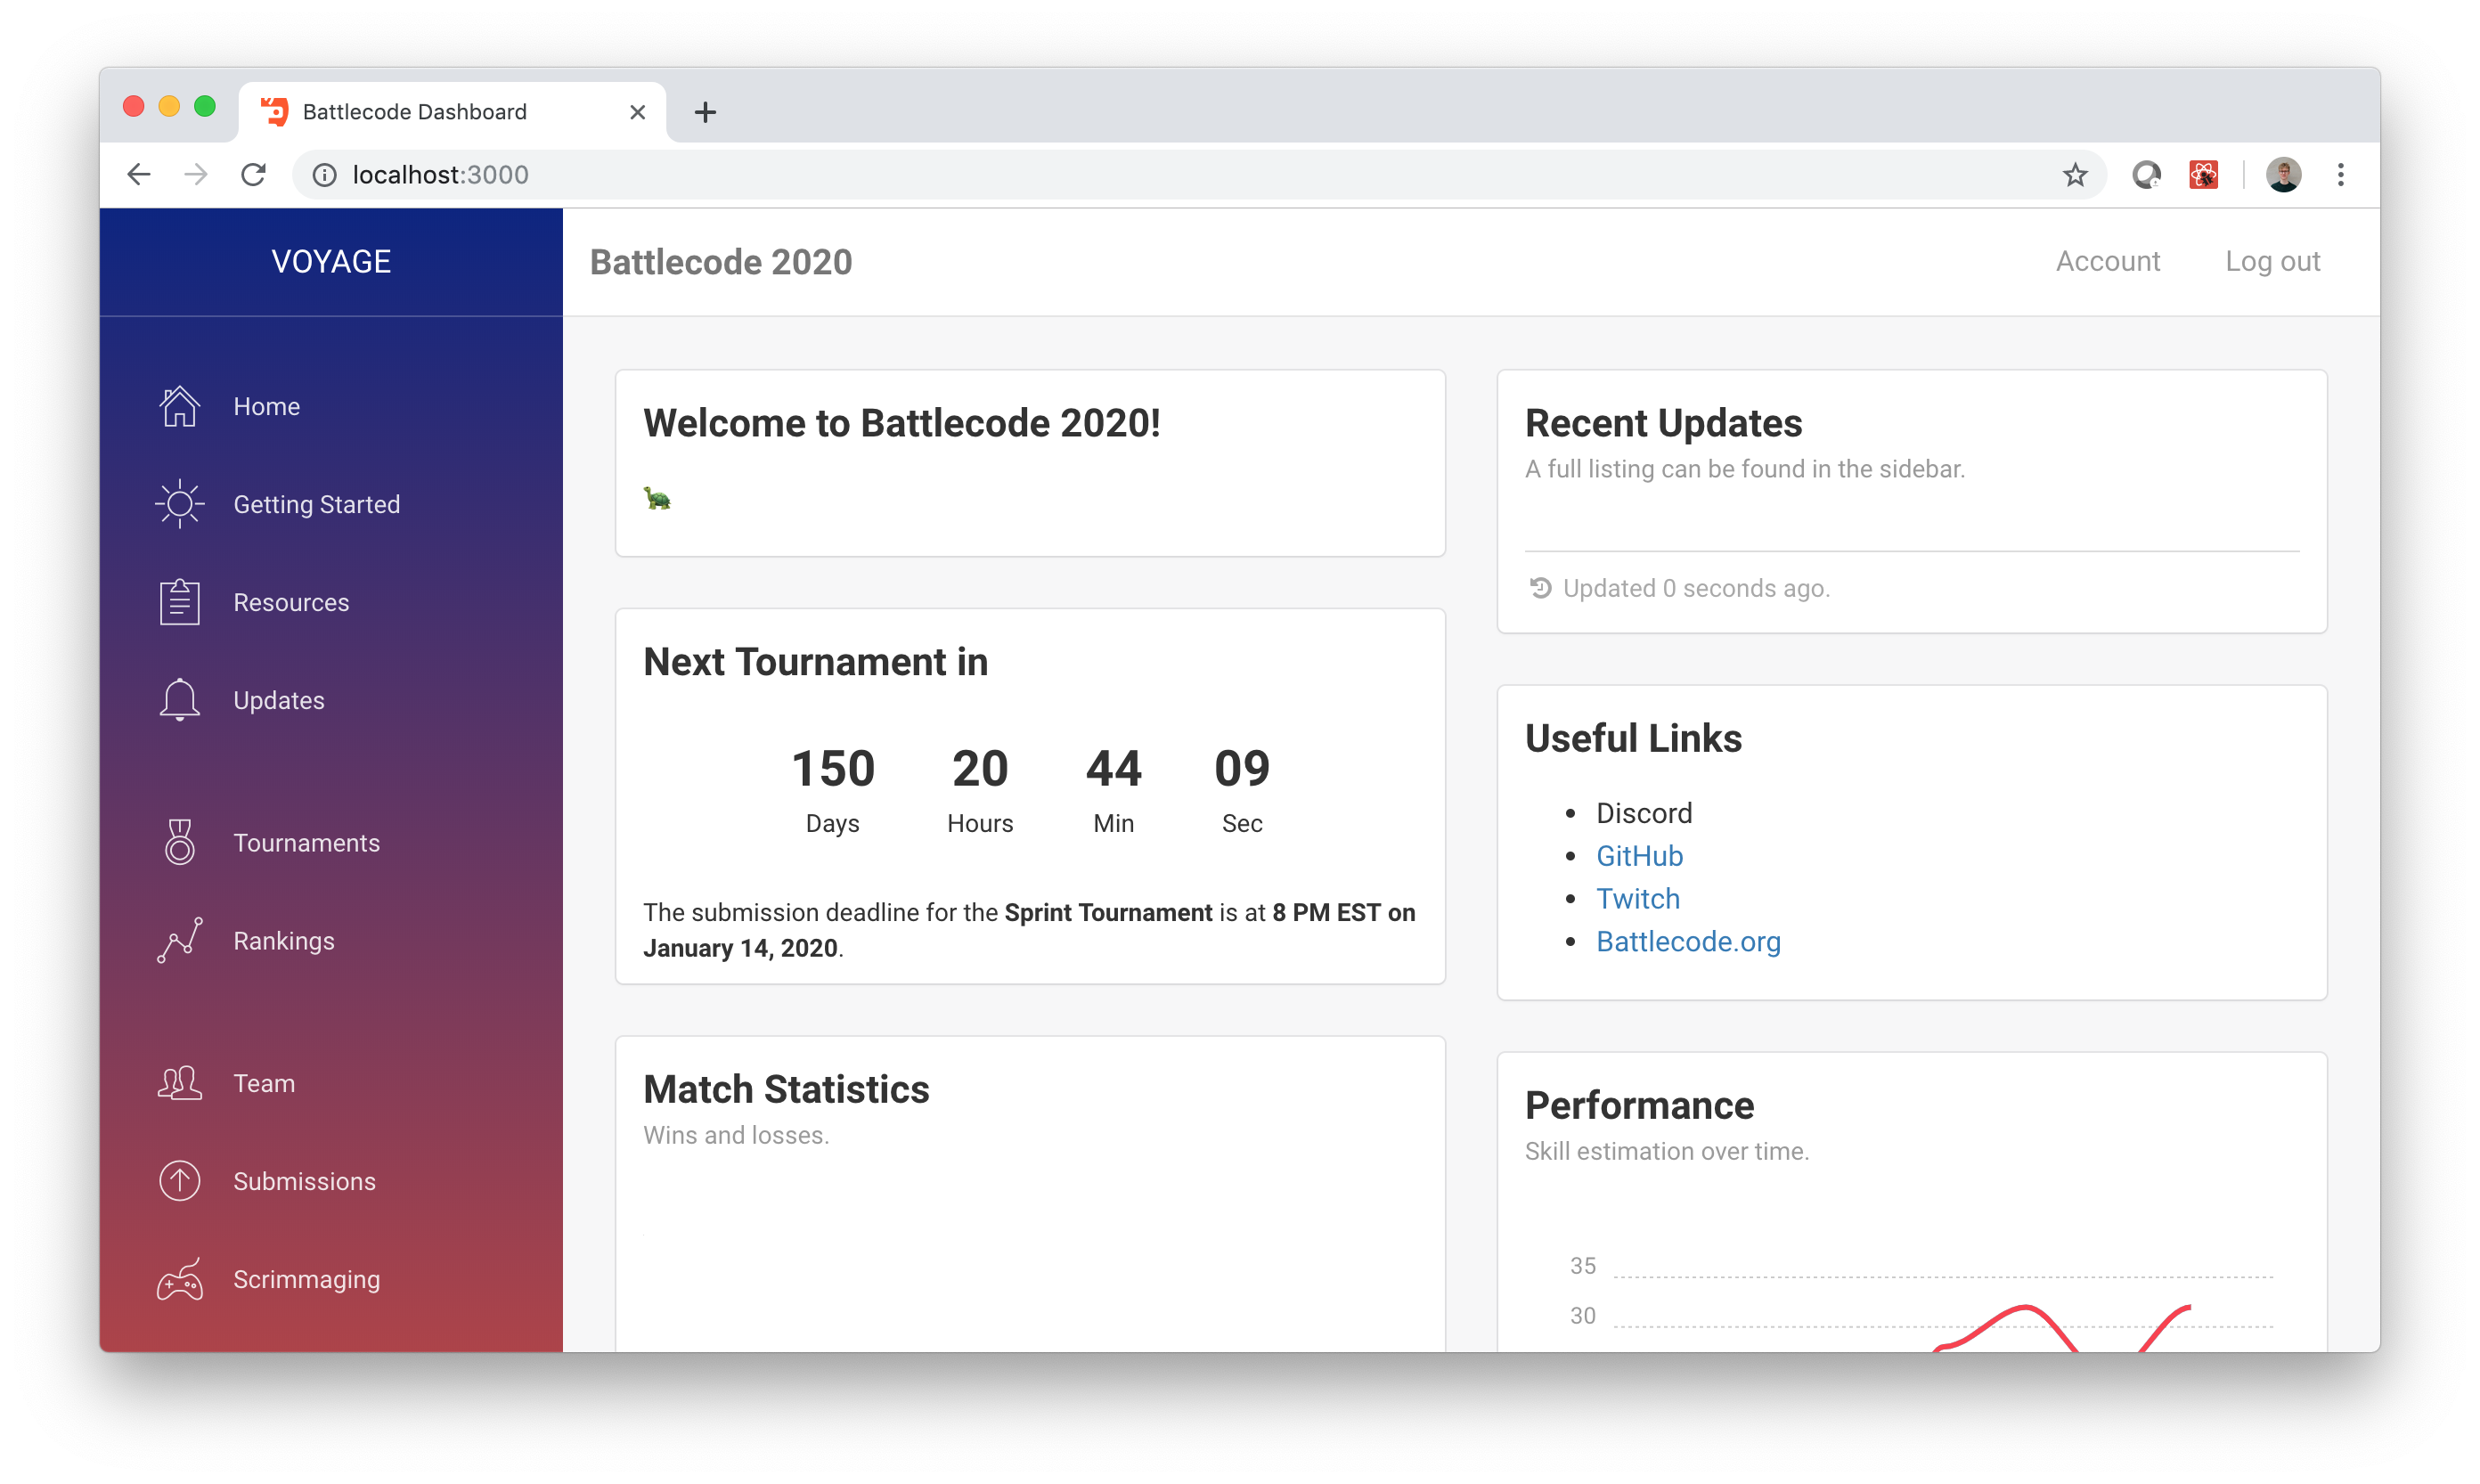 Battlecode Dashboard
localhost:3000
VOYAGE
Battlecode 2020
Account
Log out
Home
Getting Started
Resources
Updates
Tournaments
Rankings
Team
Submissions
Scrimmaging
Welcome to Battlecode 2020!
🐢
Next Tournament in
150 20 44 09
Days Hours Min Sec
The submission deadline for the Sprint Tournament is at 8 PM EST on
January 14, 2020.
Match Statistics
Wins and losses.
Recent Updates
A full listing can be found in the sidebar.
Updated 0 seconds ago.
Useful Links
• Discord
• GitHub
• Twitch
• Battlecode.org
Performance
Skill estimation over time.
35
30